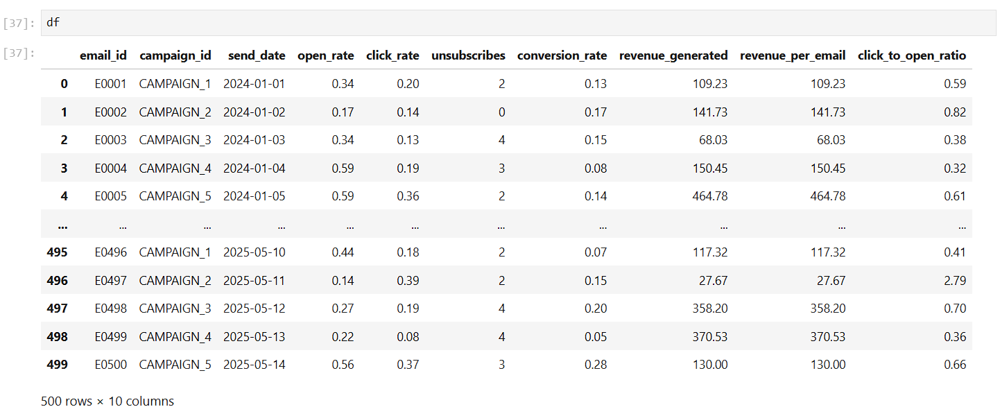 [37]: df
[37]:
email_id campaign_id send_date open_rate click_rate unsubscribes conversion_rate revenue_generated revenue_per_email click_to_open_ratio
0 E0001 CAMPAIGN_1 2024-01-01 0.34 0.20 2 0.13 109.23 109.23 0.59
1 E0002 CAMPAIGN_2 2024-01-02 0.17 0.14 0 0.17 141.73 141.73 0.82
2 E0003 CAMPAIGN_3 2024-01-03 0.34 0.13 4 0.15 68.03 68.03 0.38
3 E0004 CAMPAIGN_4 2024-01-04 0.59 0.19 3 0.08 150.45 150.45 0.32
4 E0005 CAMPAIGN_5 2024-01-05 0.59 0.36 2 0.14 464.78 464.78 0.61
... ... ... ... ... ... ... ... ... ... ...
495 E0496 CAMPAIGN_1 2025-05-10 0.44 0.18 2 0.07 117.32 117.32 0.41
496 E0497 CAMPAIGN_2 2025-05-11 0.14 0.39 2 0.15 27.67 27.67 2.79
497 E0498 CAMPAIGN_3 2025-05-12 0.27 0.19 4 0.20 358.20 358.20 0.70
498 E0499 CAMPAIGN_4 2025-05-13 0.22 0.08 4 0.05 370.53 370.53 0.36
499 E0500 CAMPAIGN_5 2025-05-14 0.56 0.37 3 0.28 130.00 130.00 0.66
500 rows × 10 columns